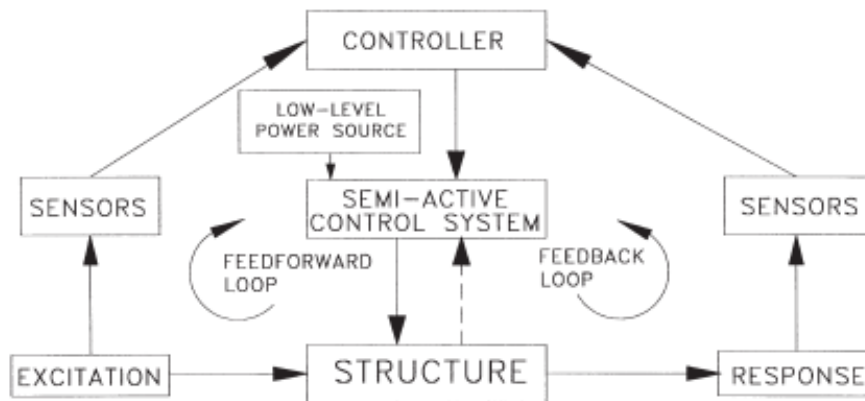 CONTROLLER
LOW-LEVEL
POWER SOURCE
SENSORS
SEMI-ACTIVE
CONTROL SYSTEM
SENSORS
FEEDFORWARD
LOOP
FEEDBACK
LOOP
EXCITATION
STRUCTURE
RESPONSE